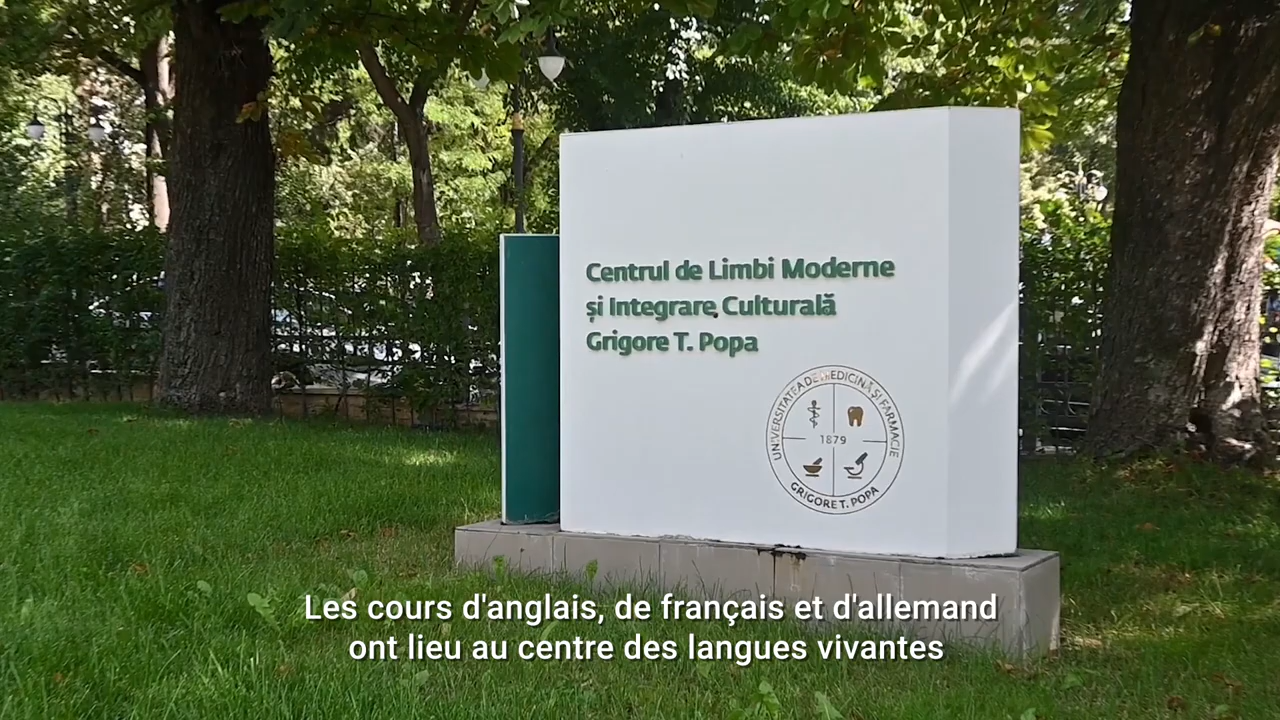 Centrul de Limbi Moderne
și Integrare Culturală
Grigore T. Popa
UNIVERSITATEA DE MEDICINĂ ȘI FARMACIE
1879
GRIGORE T. POPA
Les cours d'anglais, de français et d'allemand
ont lieu au centre des langues vivantes